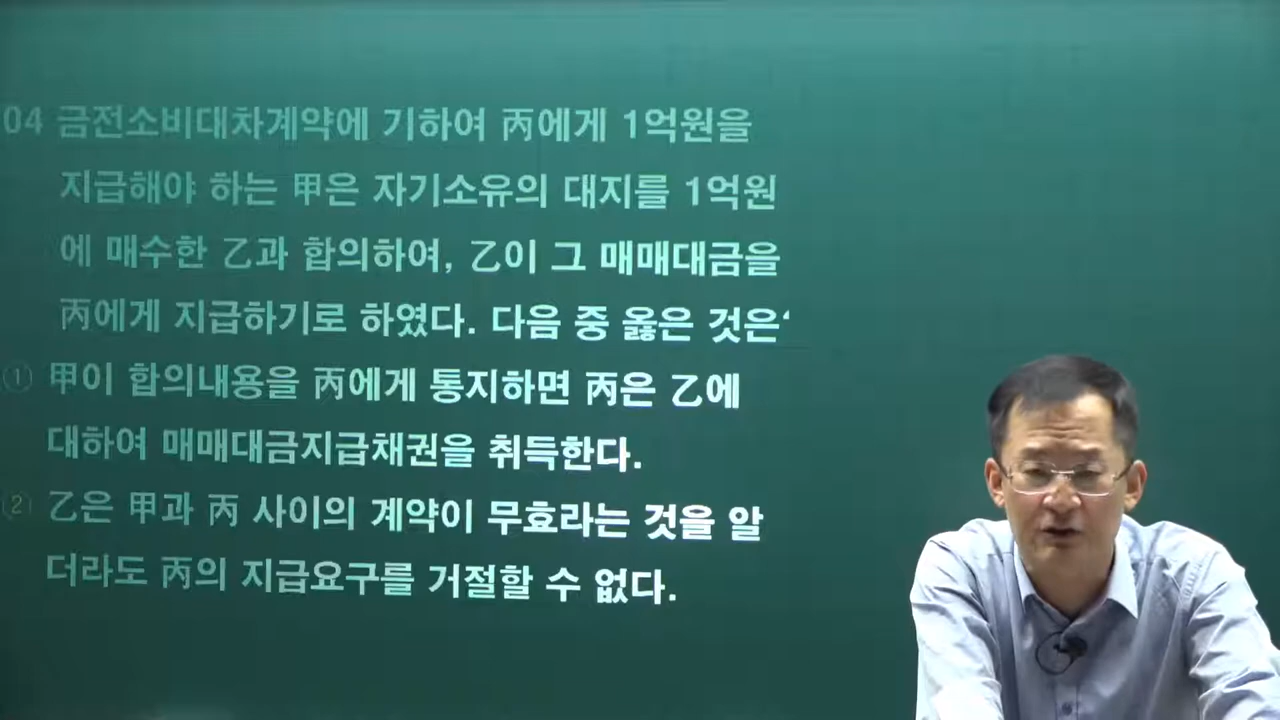 04 금전소비대차계약에 기하여 丙에게 1억원을
지급해야 하는 甲은 자기소유의 대지를 1억원
에 매수한 乙과 합의하여, 乙이 그 매매대금을
丙에게 지급하기로 하였다. 다음 중 옳은 것은
① 甲이 합의내용을 丙에게 통지하면 丙은 乙에
대하여 매매대금지급채권을 취득한다.
② 乙은 甲과 丙 사이의 계약이 무효라는 것을 알
더라도 丙의 지급요구를 거절할 수 없다.